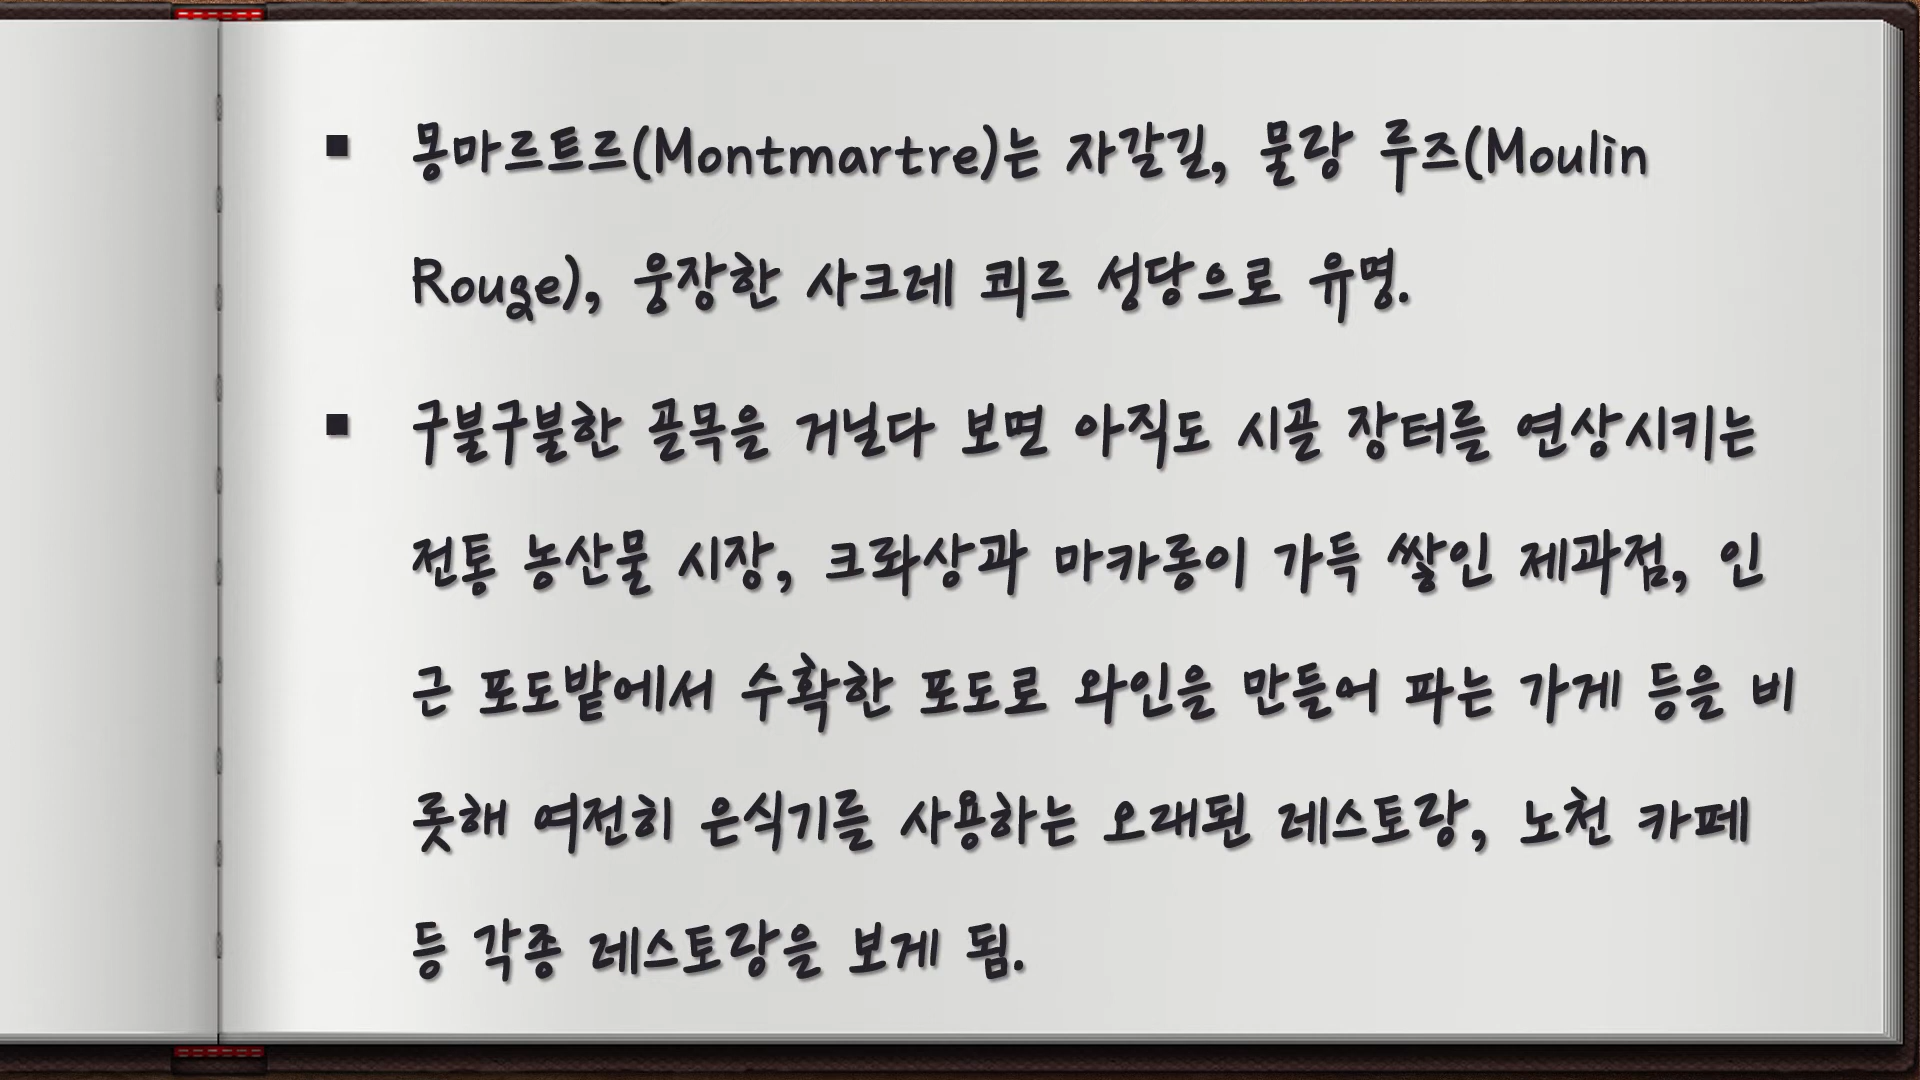 ▪ 몽마르트르(Montmartre)는 자갈길, 물랑 루즈(Moulin
Rouge), 웅장한 사크레 쾨르 성당으로 유명.
▪ 구불구불한 골목을 거닐다 보면 아직도 시골 장터를 연상시키는
전통 농산물 시장, 크롸상과 마카롱이 가득 쌓인 제과점, 인
근 포도밭에서 수확한 포도로 와인을 만들어 파는 가게 등을 비
롯해 여전히 은식기를 사용하는 오래된 레스토랑, 노천 카페
등 각종 레스토랑을 보게 됨.